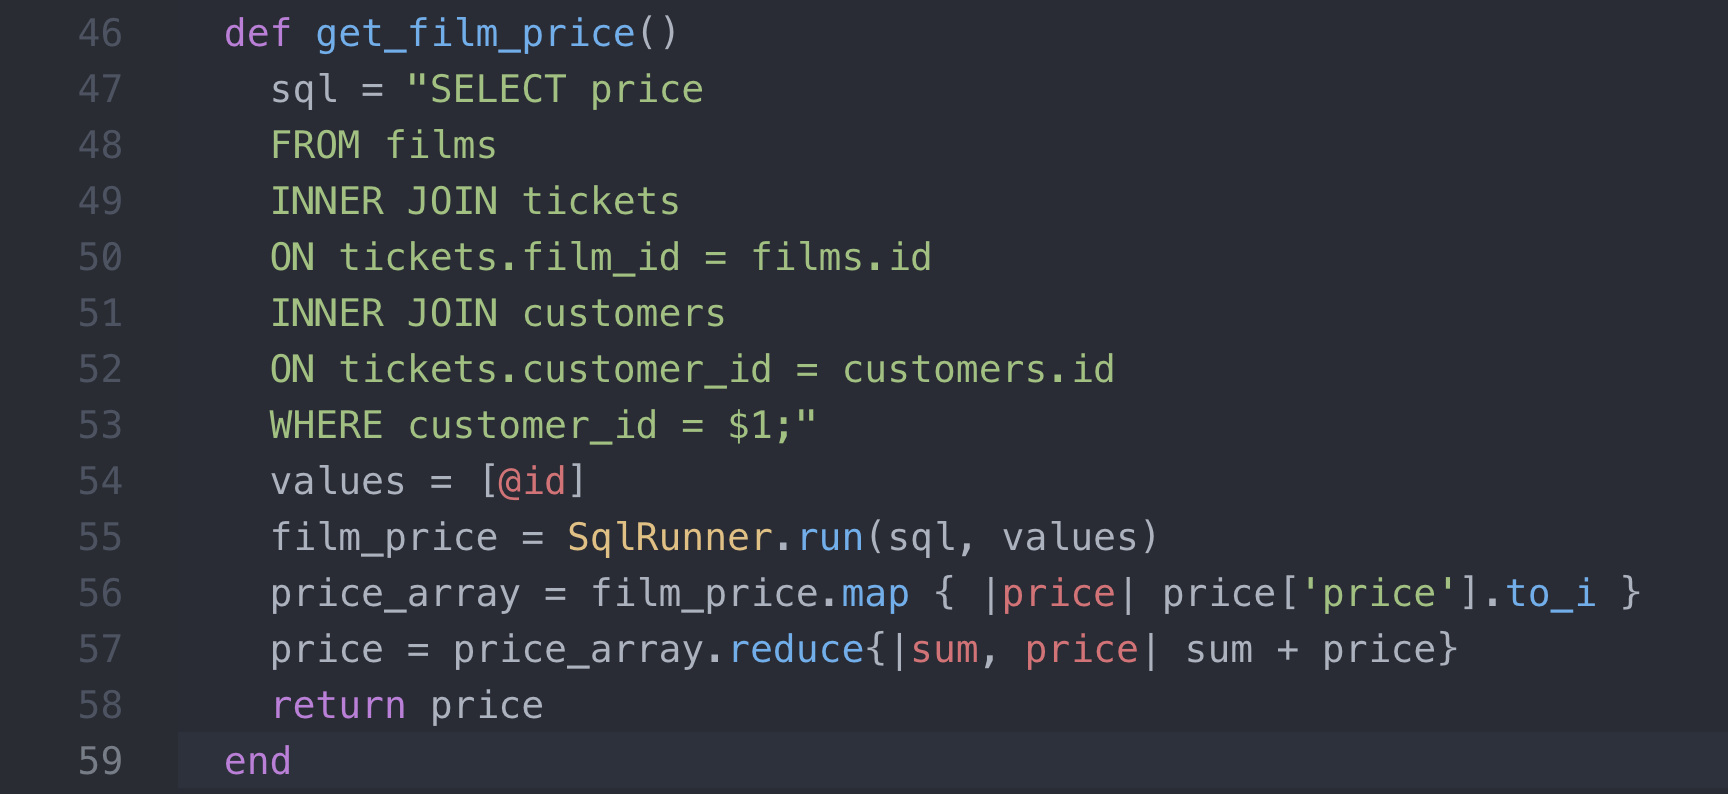 46 def get_film_price()
47 sql = "SELECT price
48 FROM films
49 INNER JOIN tickets
50 ON tickets.film_id = films.id
51 INNER JOIN customers
52 ON tickets.customer_id = customers.id
53 WHERE customer_id = $1;"
54 values = [@id]
55 film_price = SqlRunner.run(sql, values)
56 price_array = film_price.map { |price| price['price'].to_i }
57 price = price_array.reduce{|sum, price| sum + price}
58 return price
59 end